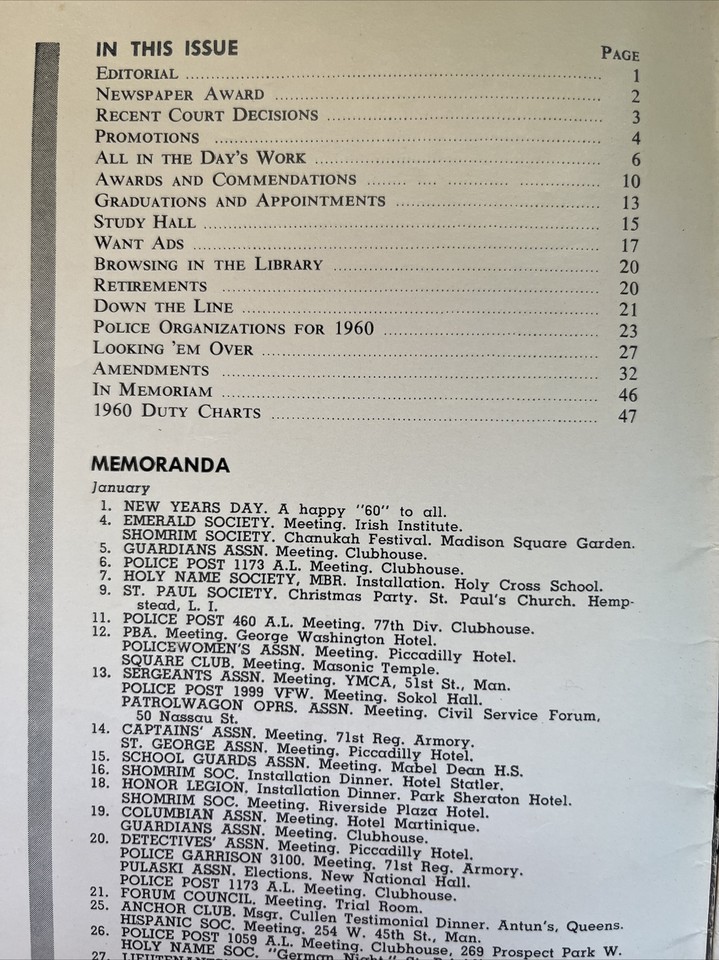 IN THIS ISSUE
PAGE
EDITORIAL ........ 1
NEWSPAPER AWARD ........ 2
RECENT COURT DECISIONS ........ 3
PROMOTIONS ........ 4
ALL IN THE DAY'S WORK ........ 6
AWARDS AND COMMENDATIONS ........ 10
GRADUATIONS AND APPOINTMENTS ........ 13
STUDY HALL ........ 15
WANT ADS ........ 17
BROWSING IN THE LIBRARY ........ 20
RETIREMENTS ........ 20
DOWN THE LINE ........ 21
POLICE ORGANIZATIONS FOR 1960 ........ 23
LOOKING 'EM OVER ........ 27
AMENDMENTS ........ 32
IN MEMORIAM ........ 46
1960 DUTY CHARTS ........ 47
MEMORANDA
January
1. NEW YEARS DAY. A happy "60" to all.
4. EMERALD SOCIETY. Meeting. Irish Institute.
SHOMRIM SOCIETY. Chanukah Festival. Madison Square Garden.
5. GUARDIANS ASSN. Meeting. Clubhouse.
6. POLICE POST 1173 A.L. Meeting. Clubhouse.
7. HOLY NAME SOCIETY, MBR. Installation. Holy Cross School.
9. ST. PAUL SOCIETY. Christmas Party. St. Paul's Church. Hemp-
stead, L. I.
11. POLICE POST 460 A.L. Meeting. 77th Div. Clubhouse.
12. PBA. Meeting. George Washington Hotel.
POLICEWOMEN'S ASSN. Meeting. Piccadilly Hotel.
SQUARE CLUB. Meeting. Masonic Temple.
13. SERGEANTS ASSN. Meeting. YMCA, 51st St., Man.
POLICE POST 1999 VFW. Meeting. Sokol Hall.
PATROLWAGON OPRS. ASSN. Meeting. Civil Service Forum,
50 Nassau St.
14. CAPTAINS' ASSN. Meeting. 71st Reg. Armory.
ST. GEORGE ASSN. Meeting. Piccadilly Hotel.
15. SCHOOL GUARDS ASSN. Meeting. Mabel Dean H.S.
16. SHOMRIM SOC. Installation Dinner. Hotel Statler.
18. HONOR LEGION. Installation Dinner. Park Sheraton Hotel.
SHOMRIM SOC. Meeting. Riverside Plaza Hotel.
19. COLUMBIAN ASSN. Meeting. Hotel Martinique.
GUARDIANS ASSN. Meeting. Clubhouse.
20. DETECTIVES' ASSN. Meeting. Piccadilly Hotel.
POLICE GARRISON 3100. Meeting. 71st Reg. Armory.
PULASKI ASSN. Elections. New National Hall.
POLICE POST 1173 A.L. Meeting. Clubhouse.
21. FORUM COUNCIL. Meeting. Trial Room.
25. ANCHOR CLUB. Msgr. Cullen Testimonial Dinner. Antun's, Queens.
HISPANIC SOC. Meeting. 254 W. 45th St., Man.
26. POLICE POST 1059 A.L. Meeting. Clubhouse, 269 Prospect Park W.
HOLY NAME SOC. "German Night."
27.